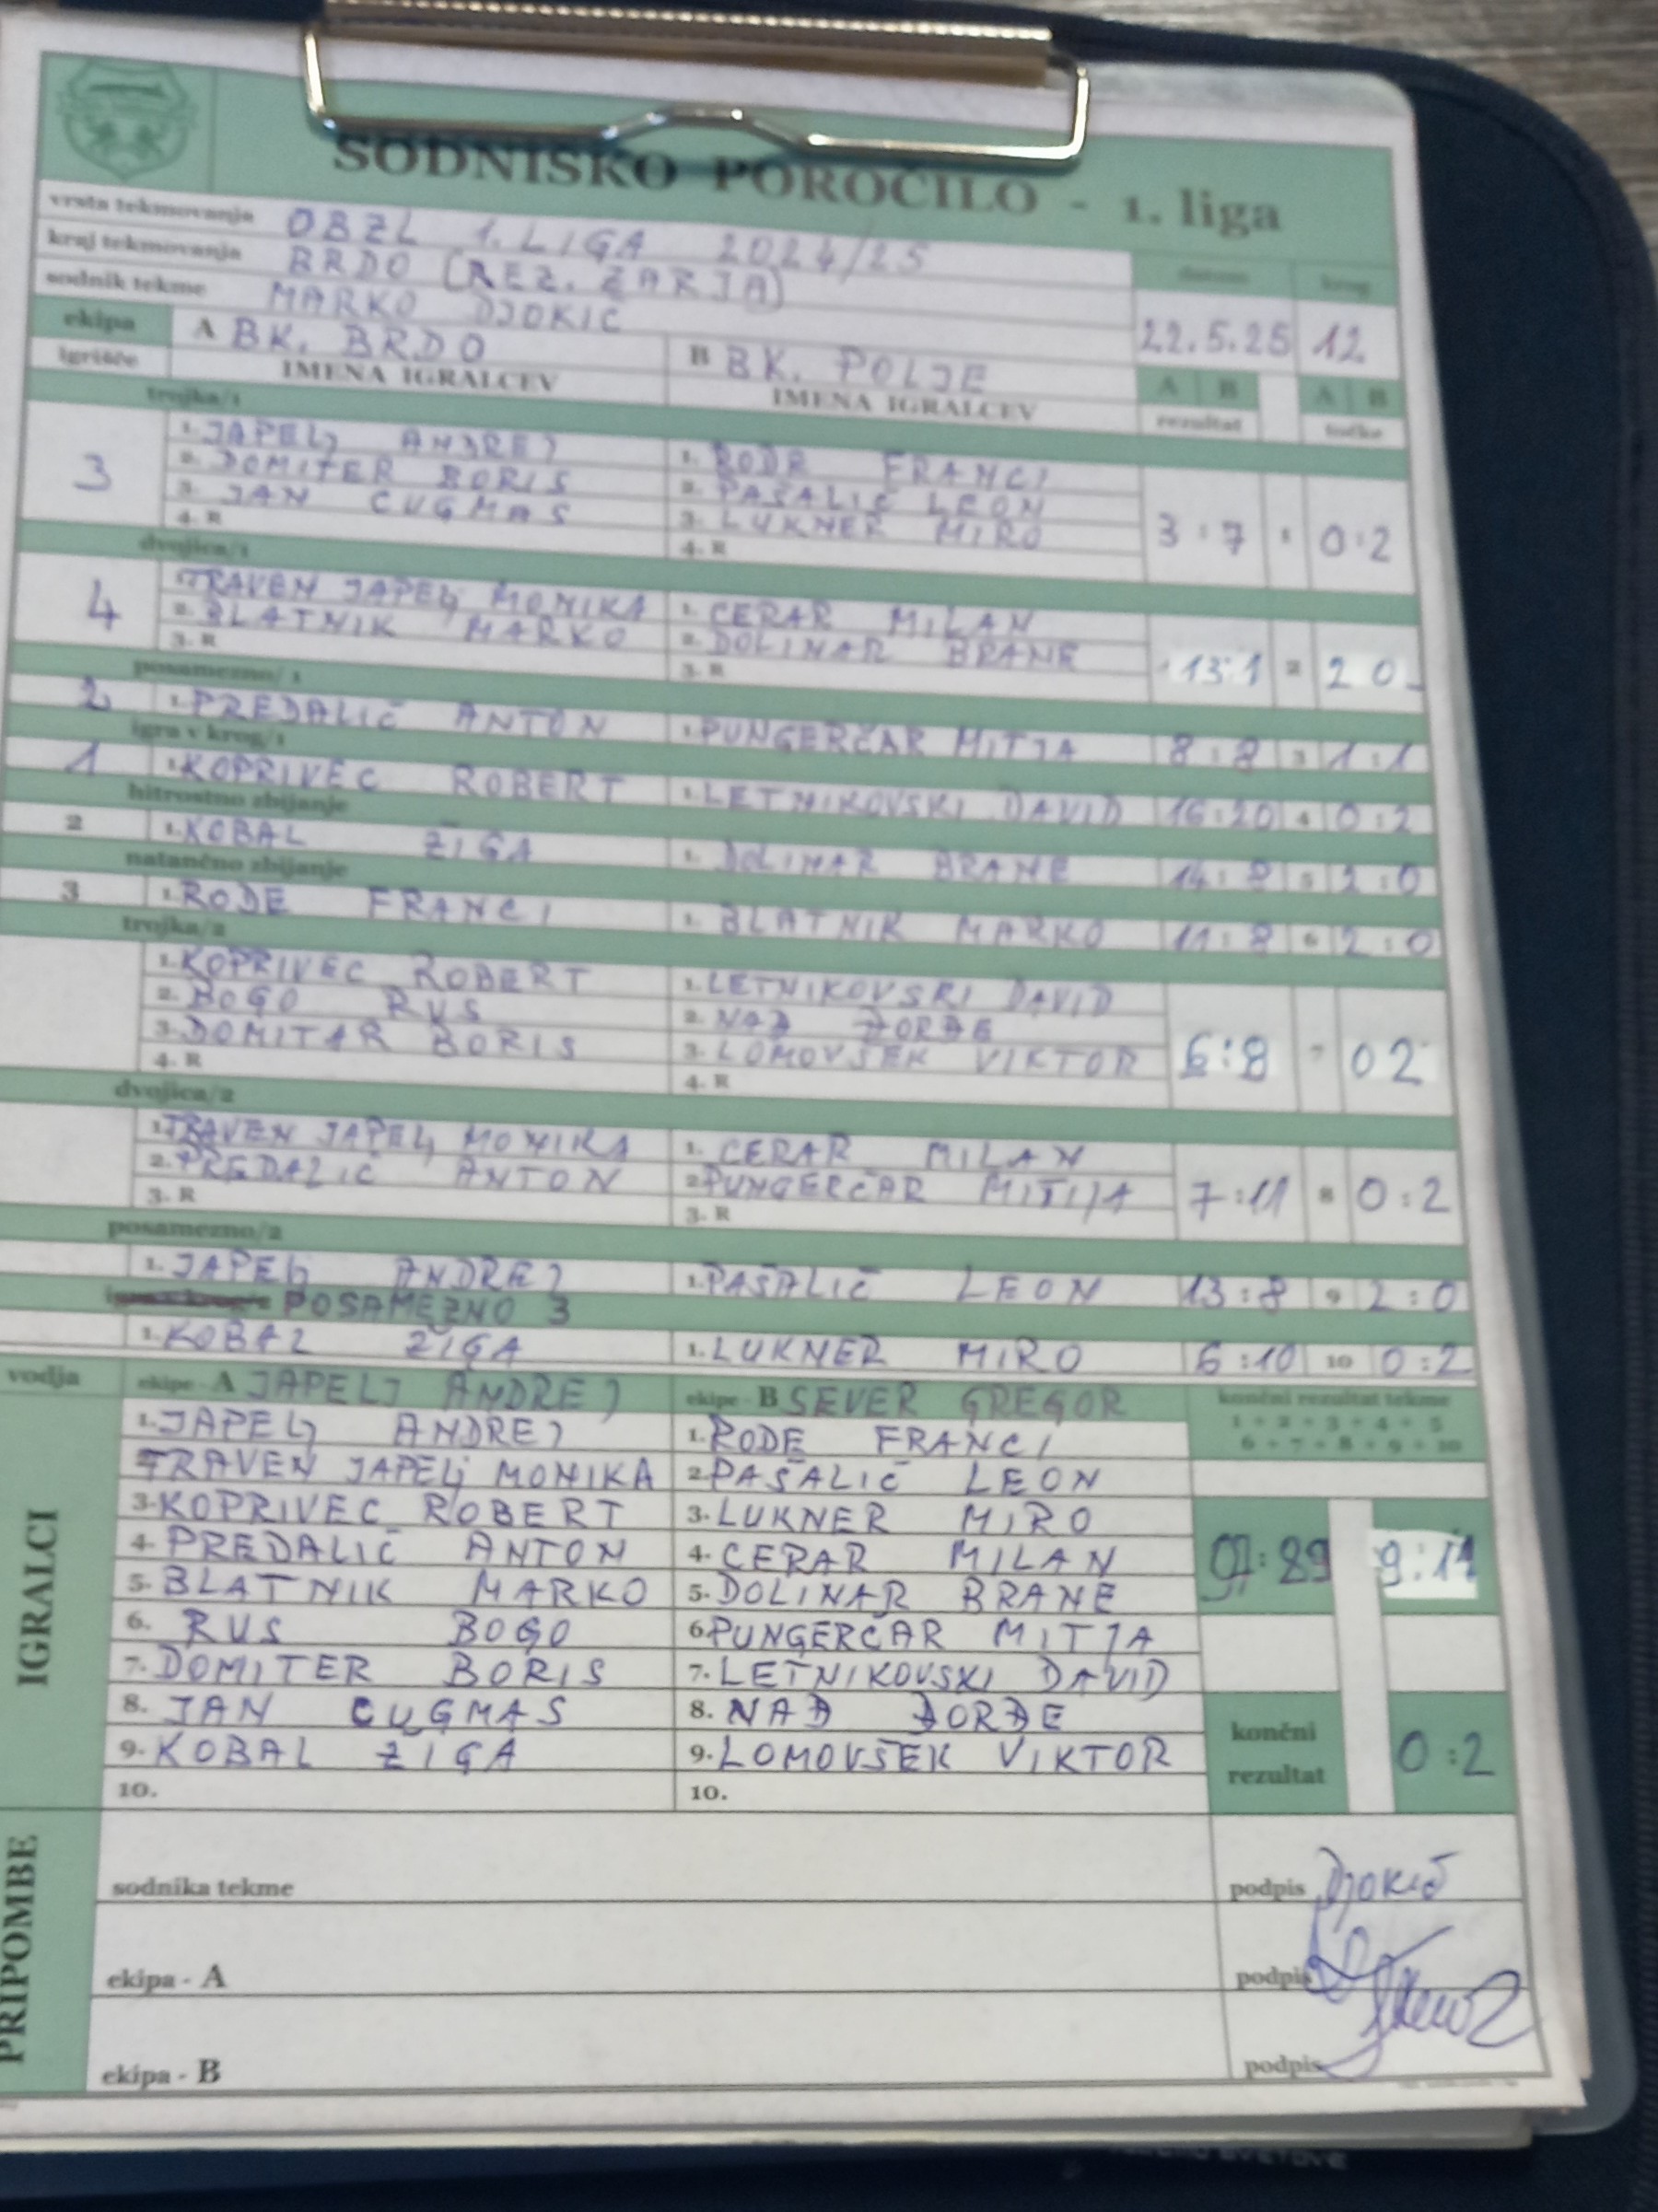 SODNISKO POROČILO - 1. liga
vrsta tekmovanja OBZL 1. LIGA 2024/25
kraj tekmovanja BRDO (REZ. ZARJA) datum krog
sodnik tekme MARKO DJOKIC 22.5.25 12
ekipa A BK. BRDO B BK. POLJE A B A B
igrišče IMENA IGRALCEV IMENA IGRALCEV rezultat točke
trojka/1
1. JAPELJ ANDREJ 1. RODE FRANCI
3 2. DOMITER BORIS 2. PAŠALIČ LEON 3 : 7 1 0 : 2
3. JAN CUGMAS 3. LUKNER MIRO
4. R 4. R
dvojica/1
1. TRAVEN JAPELJ MONIKA 1. CERAR MILAN
4 2. BLATNIK MARKO 2. DOLINAR BRANE 13:1 2 2 0
3. R 3. R
posamezno/1
2 1. PREDALIČ ANTON 1. PUNGERČAR MITJA 8 : 8 3 1 : 1
igra v krog/1
1 1. KOPRIVEC ROBERT 1. LETNIKOVSKI DAVID 16:20 4 0 : 2
hitrostno zbijanje
2 1. KOBAL ŽIGA 1. DOLINAR BRANE 14 : 8 5 2 : 0
natančno zbijanje
3 1. RODE FRANCI 1. BLATNIK MARKO 11 : 8 6 2 : 0
trojka/2
1. KOPRIVEC ROBERT 1. LETNIKOVSKI DAVID
2. BOGO RUS 2. NAĐ ĐORĐE 6:8 7 0 2
3. DOMITAR BORIS 3. LOMOVŠEK VIKTOR
4. R 4. R
dvojica/2
1. TRAVEN JAPELJ MONIKA 1. CERAR MILAN
2. PREDALIČ ANTON 2. PUNGERČAR MITIJA 7:11 8 0 : 2
3. R 3. R
posamezno/2
1. JAPELJ ANDREJ 1. PAŠALIČ LEON 13 : 8 9 2 : 0
POSAMEZNO 3
1. KOBAL ŽIGA 1. LUKNER MIRO 6 :10 10 0 : 2
vodja ekipe - A JAPELJ ANDREJ ekipe - B SEVER GREGOR končni rezultat tekme
1 + 2 + 3 + 4 + 5
6 + 7 + 8 + 9 + 10
IGRALCI
1. JAPELJ ANDREJ 1. RODE FRANCI
TRAVEN JAPELJ MONIKA 2. PAŠALIČ LEON
3. KOPRIVEC ROBERT 3. LUKNER MIRO
4. PREDALIČ ANTON 4. CERAR MILAN 97:89 9:11
5. BLATNIK MARKO 5. DOLINAR BRANE
6. RUS BOGO 6. PUNGERČAR MITJA
7. DOMITER BORIS 7. LETNIKOVSKI DAVID
8. JAN CUGMAS 8. NAĐ ĐORĐE končni
9. KOBAL ŽIGA 9. LOMOVŠEK VIKTOR rezultat 0 : 2
10. 10.
PRIPOMBE
sodnika tekme podpis Djokić
ekipa - A podpis
ekipa - B podpis